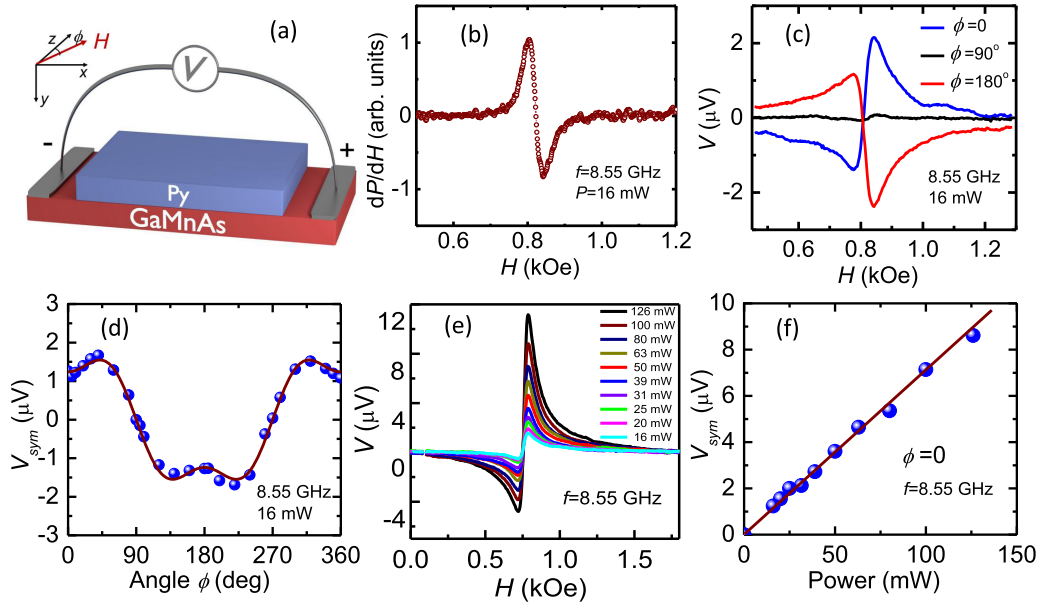 (a)
z
ϕ
H
x
y
V
-
+
Py
GaMnAs
(b)
dP/dH (arb. units)
1
0
-1
f=8.55 GHz
P=16 mW
0.6 0.8 1.0 1.2
H (kOe)
(c)
ϕ=0
ϕ=90°
ϕ=180°
V (μV)
2
0
-2
8.55 GHz
16 mW
0.6 0.8 1.0 1.2
H (kOe)
(d)
V_sym (μV)
3
2
1
0
-1
-2
-3
8.55 GHz
16 mW
0 90 180 270 360
Angle ϕ (deg)
(e)
V (μV)
12
8
4
0
-4
126 mW
100 mW
80 mW
63 mW
50 mW
39 mW
31 mW
25 mW
20 mW
16 mW
f=8.55 GHz
0.0 0.5 1.0 1.5
H (kOe)
(f)
V_sym (μV)
10
8
6
4
2
0
ϕ=0
f=8.55 GHz
0 50 100 150
Power (mW)